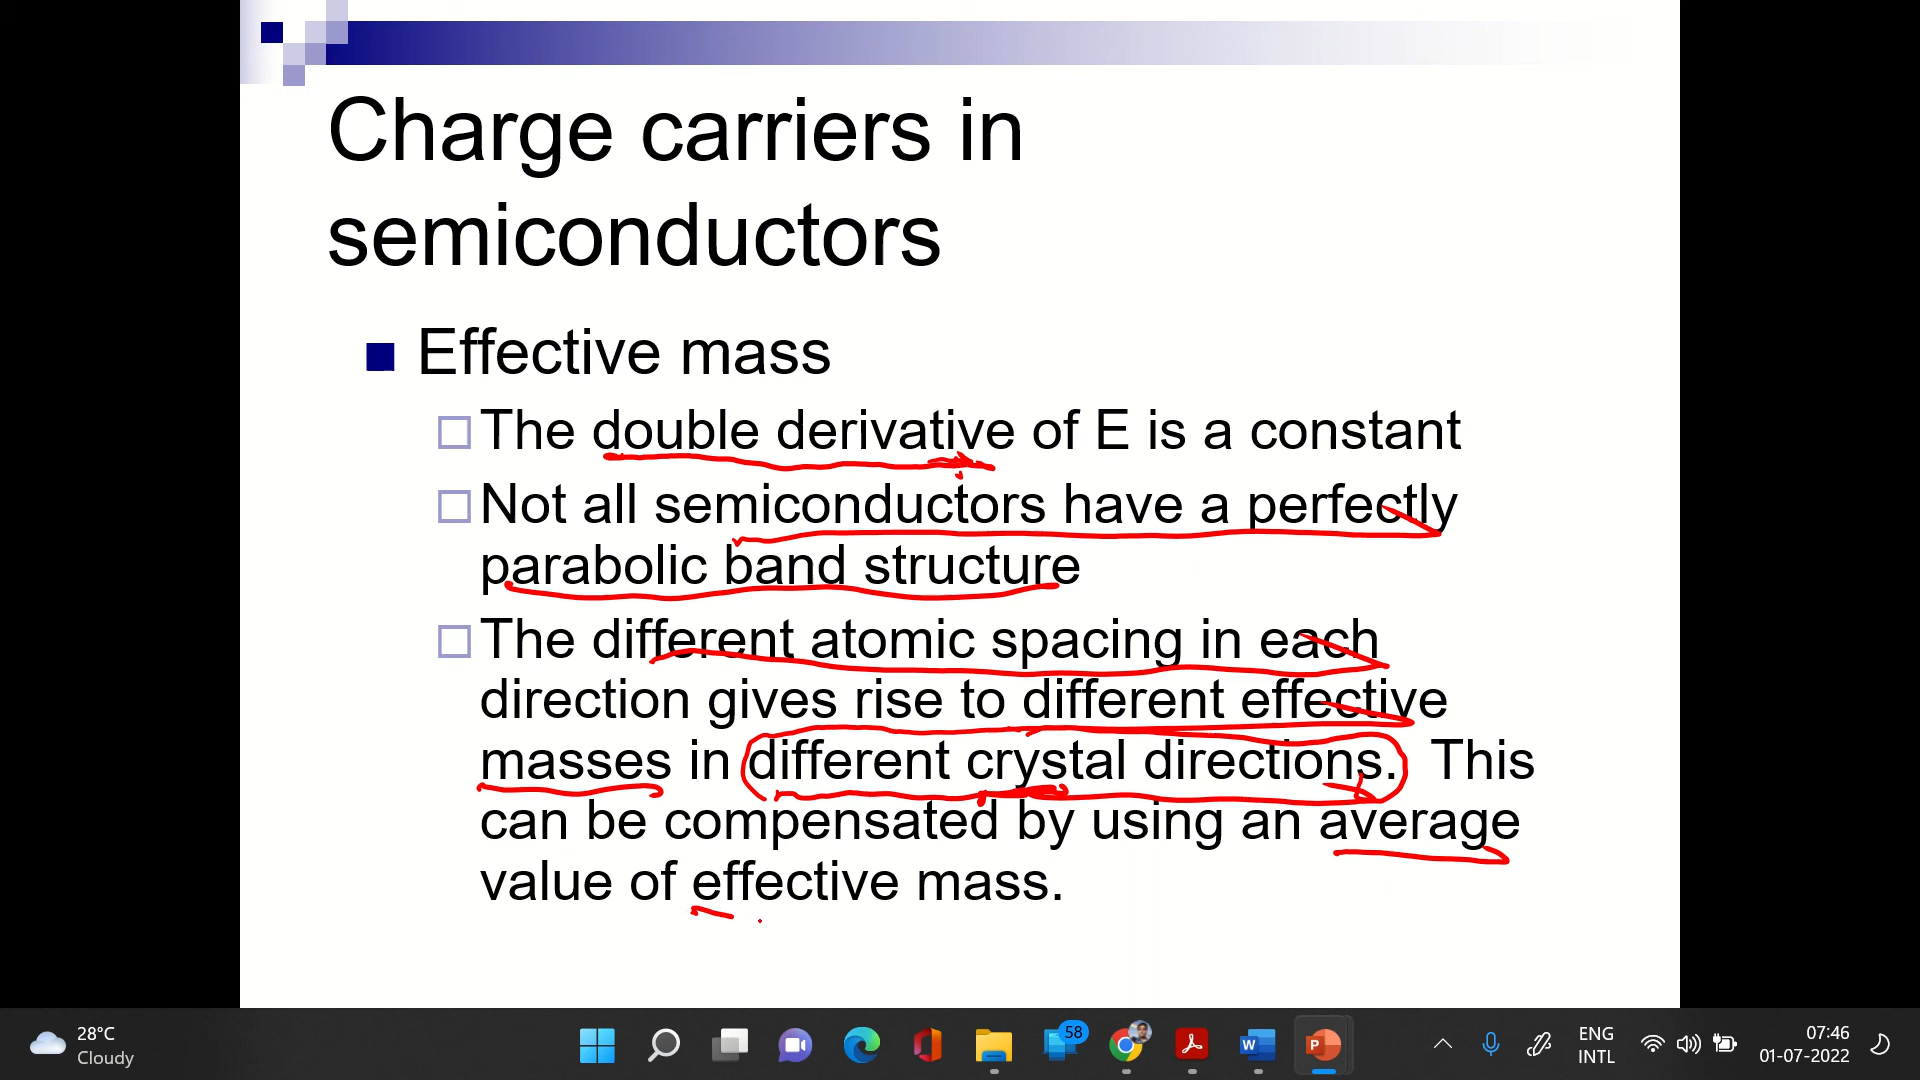 Charge carriers in
semiconductors
Effective mass
The double derivative of E is a constant
Not all semiconductors have a perfectly
parabolic band structure
The different atomic spacing in each
direction gives rise to different effective
masses in different crystal directions. This
can be compensated by using an average
value of effective mass.
28°C
Cloudy
58
W
P
ENG
INTL
07:46
01-07-2022